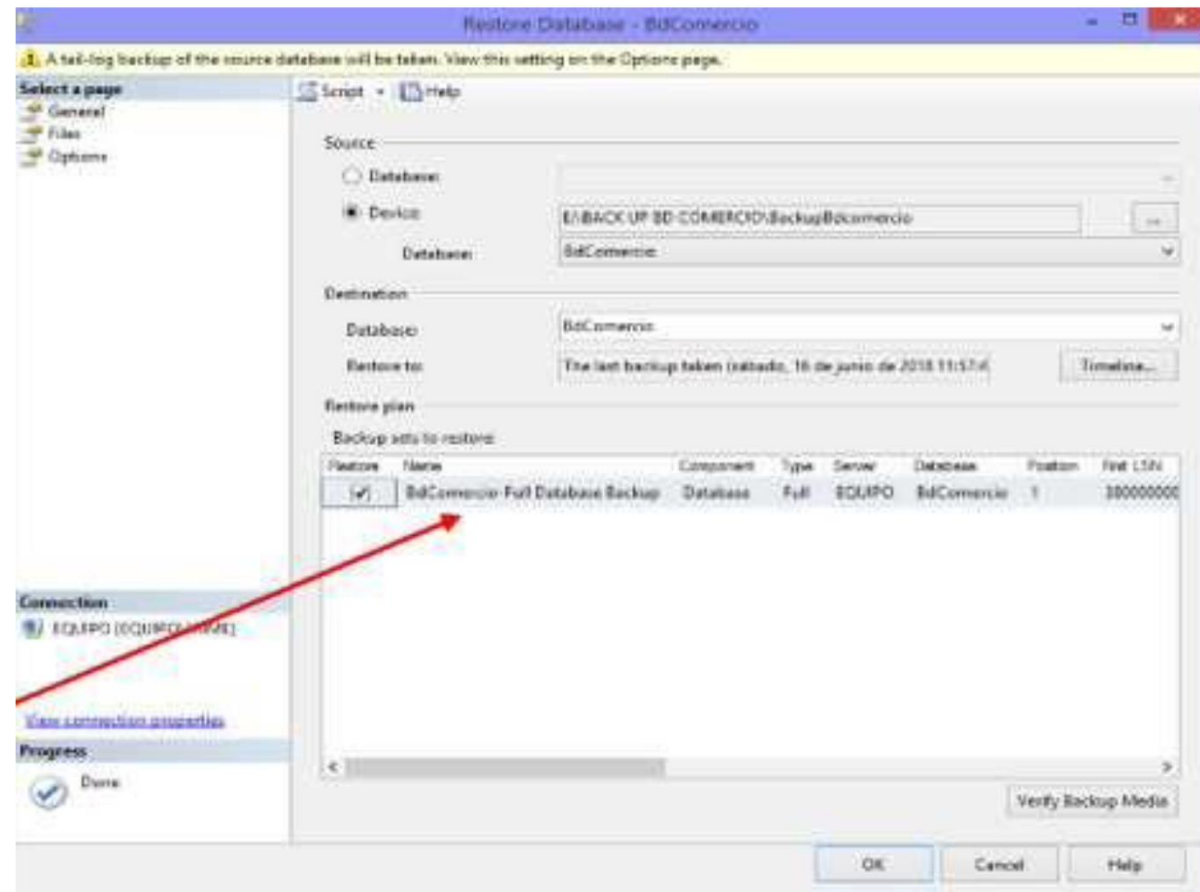 Restore Database - BdComercio
A tail-log backup of the source database will be taken. View this setting on the Options page.
Select a page
General
Files
Options
Script Help
Source
Database:
Device: E:\BACK UP BD COMERCIO\BackupBdcomercio ...
Database: BdComercio
Destination
Database: BdComercio
Restore to: The last backup taken (sábado, 16 de junio de 2018 11:57: Timeline...
Restore plan
Backup sets to restore:
Restore Name Component Type Server Database Position First LSN
BdComercio-Full Database Backup Database Full EQUIPO BdComercio 1 380000000
Connection
EQUIPO
View connection properties
Progress
Done
Verify Backup Media
OK Cancel Help